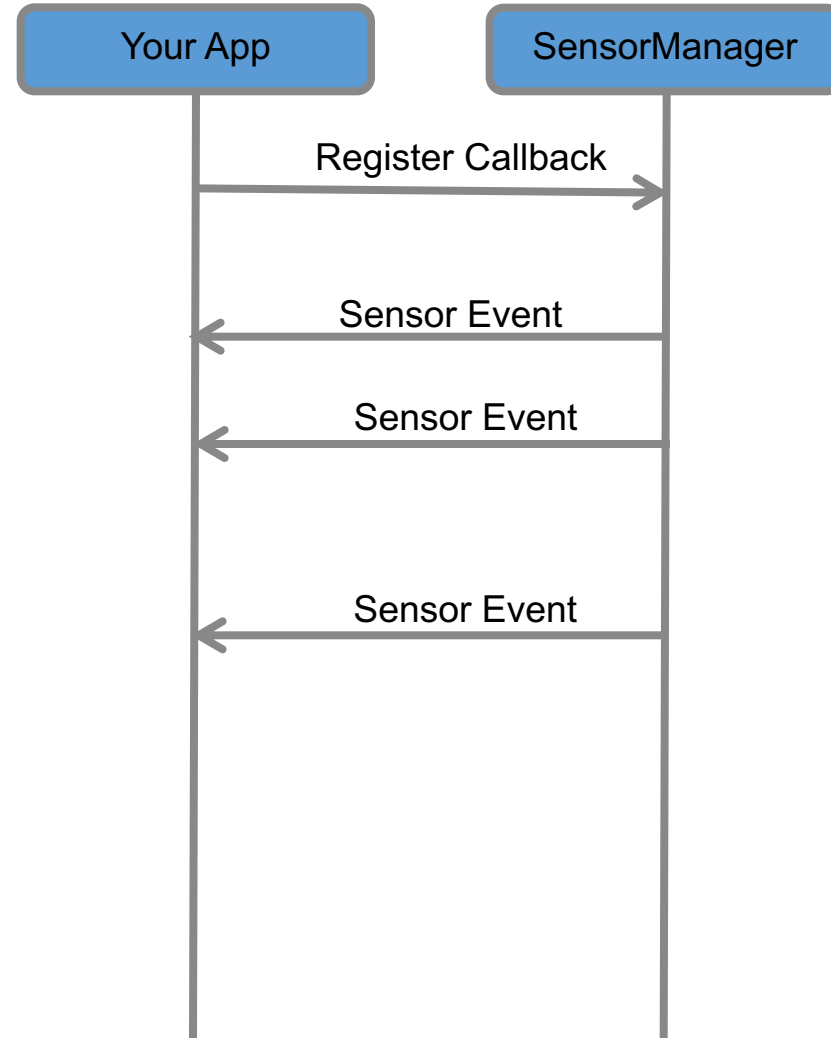 Your App
SensorManager
Register Callback
Sensor Event
Sensor Event
Sensor Event